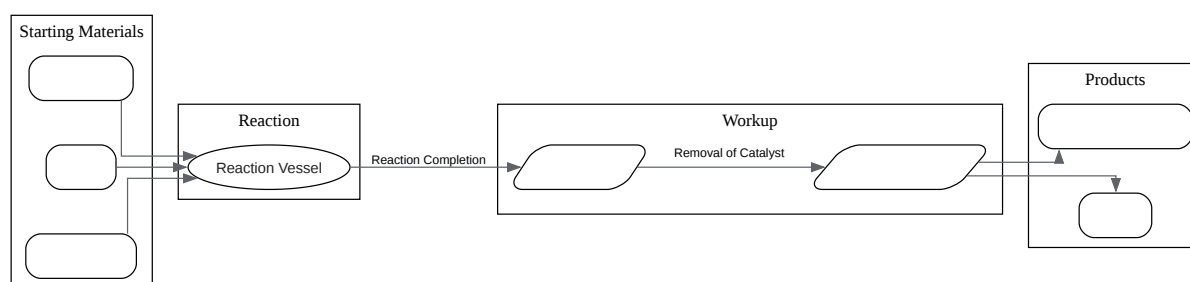 Starting Materials
Reaction
Reaction Vessel
Reaction Completion
Workup
Removal of Catalyst
Products